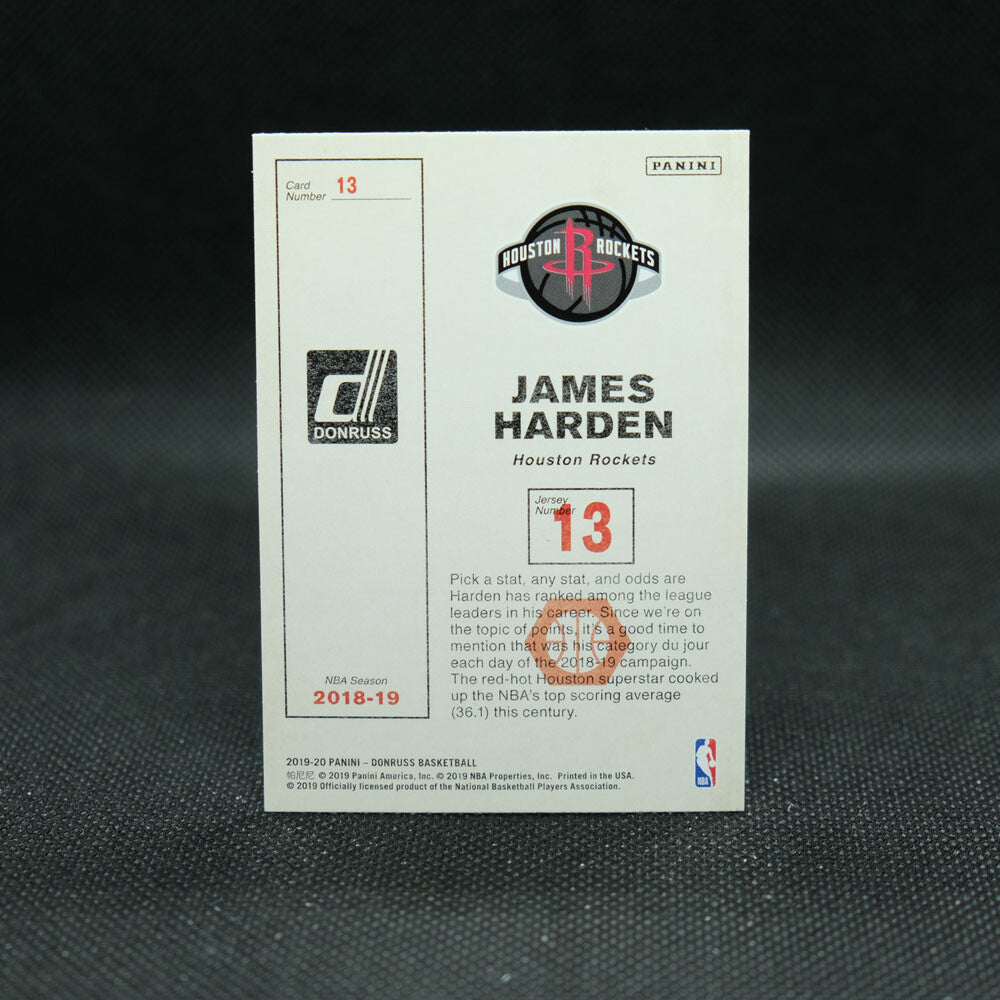 Card
Number 13
PANINI
HOUSTON ROCKETS
DONRUSS
JAMES
HARDEN
Houston Rockets
Jersey
Number
13
Pick a stat, any stat, and odds are
Harden has ranked among the league
leaders in his career. Since we're on
the topic of points, it's a good time to
mention that was his category du jour
each day of the 2018-19 campaign.
The red-hot Houston superstar cooked
up the NBA's top scoring average
(36.1) this century.
NBA Season
2018-19
2019-20 PANINI – DONRUSS BASKETBALL
帕尼尼 © 2019 Panini America, Inc. © 2019 NBA Properties, Inc. Printed in the USA.
© 2019 Officially licensed product of the National Basketball Players Association.
NBA